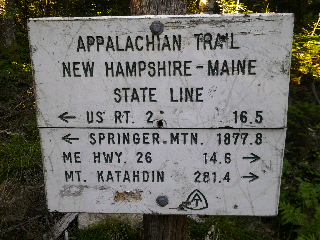 APPALACHIAN TRAIL
NEW HAMPSHIRE-MAINE
STATE LINE
← US RT. 2 16.5
← SPRINGER MTN. 1877.8
ME HWY. 26 14.6 →
MT. KATAHDIN 281.4 →